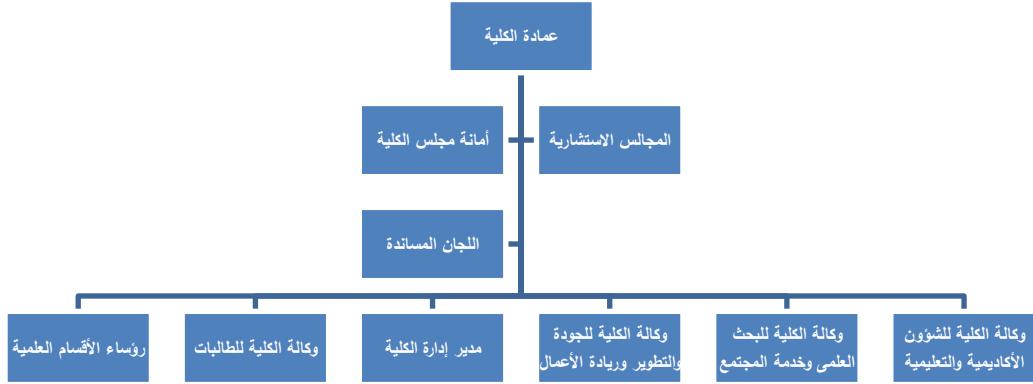 عمادة الكلية
المجالس الاستشارية
أمانة مجلس الكلية
اللجان المساندة
وكالة الكلية للشؤون
الأكاديمية والتعليمية
وكالة الكلية للبحث
العلمى وخدمة المجتمع
وكالة الكلية للجودة
والتطوير وريادة الأعمال
مدير إدارة الكلية
وكالة الكلية للطالبات
رؤساء الأقسام العلمية